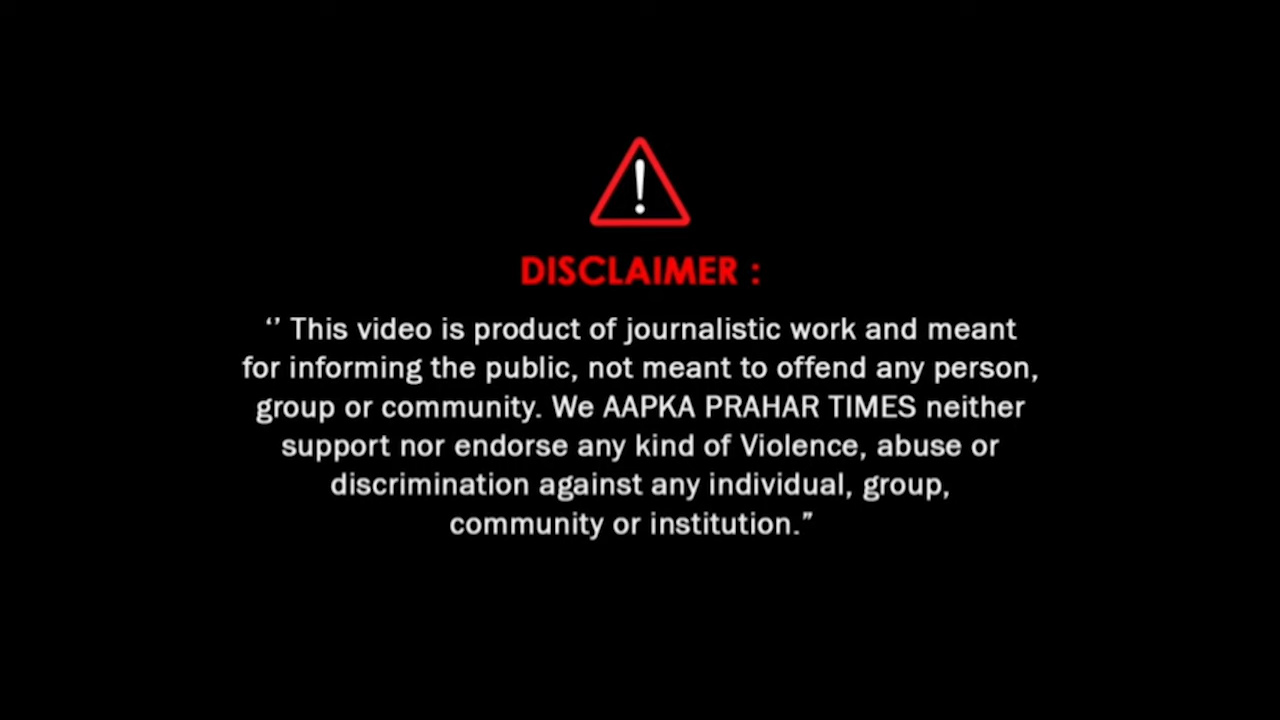 DISCLAIMER :
‘’ This video is product of journalistic work and meant
for informing the public, not meant to offend any person,
group or community. We AAPKA PRAHAR TIMES neither
support nor endorse any kind of Violence, abuse or
discrimination against any individual, group,
community or institution.”